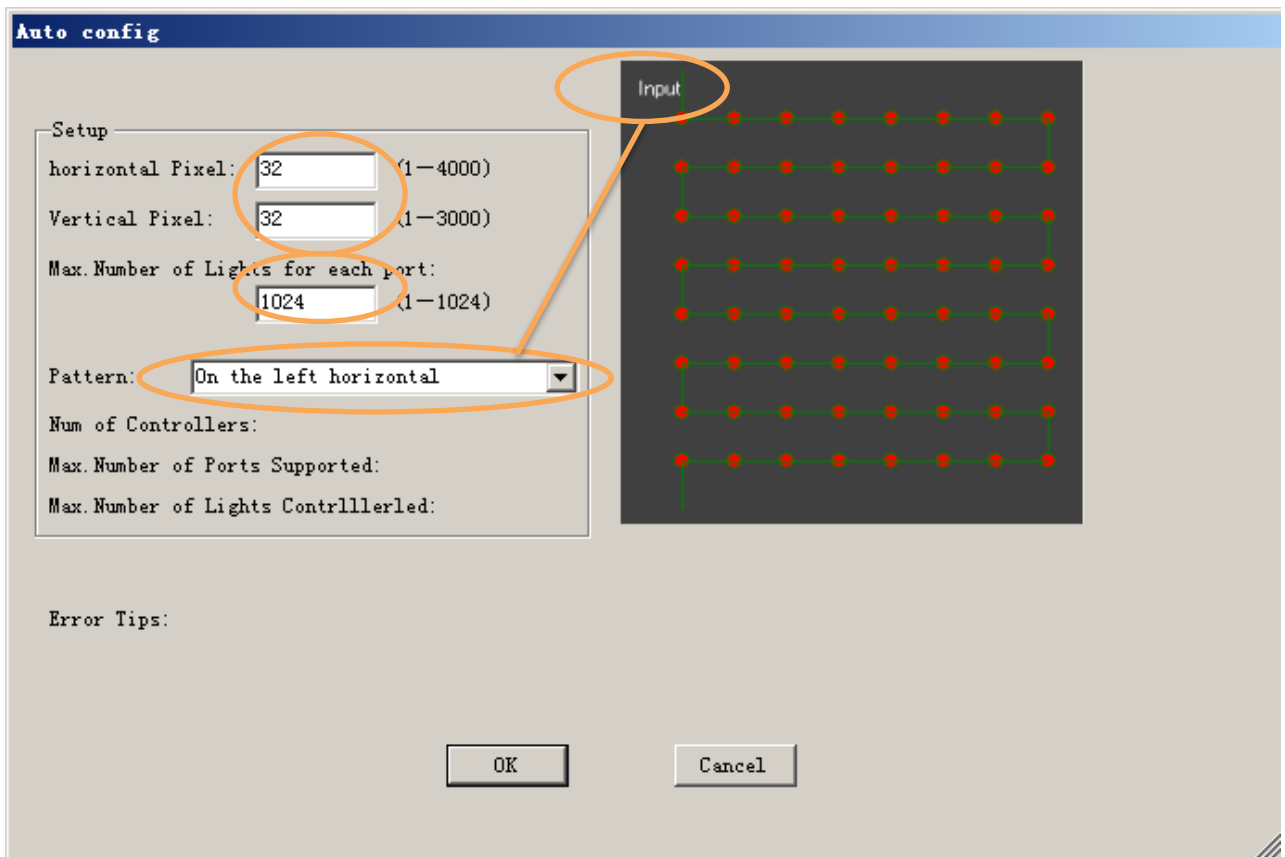 Auto config
Input
Setup
horizontal Pixel: 32 (1—4000)
Vertical Pixel: 32 (1—3000)
Max.Number of Lights for each port:
1024 (1—1024)
Pattern: On the left horizontal
Num of Controllers:
Max.Number of Ports Supported:
Max.Number of Lights Contrlllerled:
Error Tips:
OK Cancel